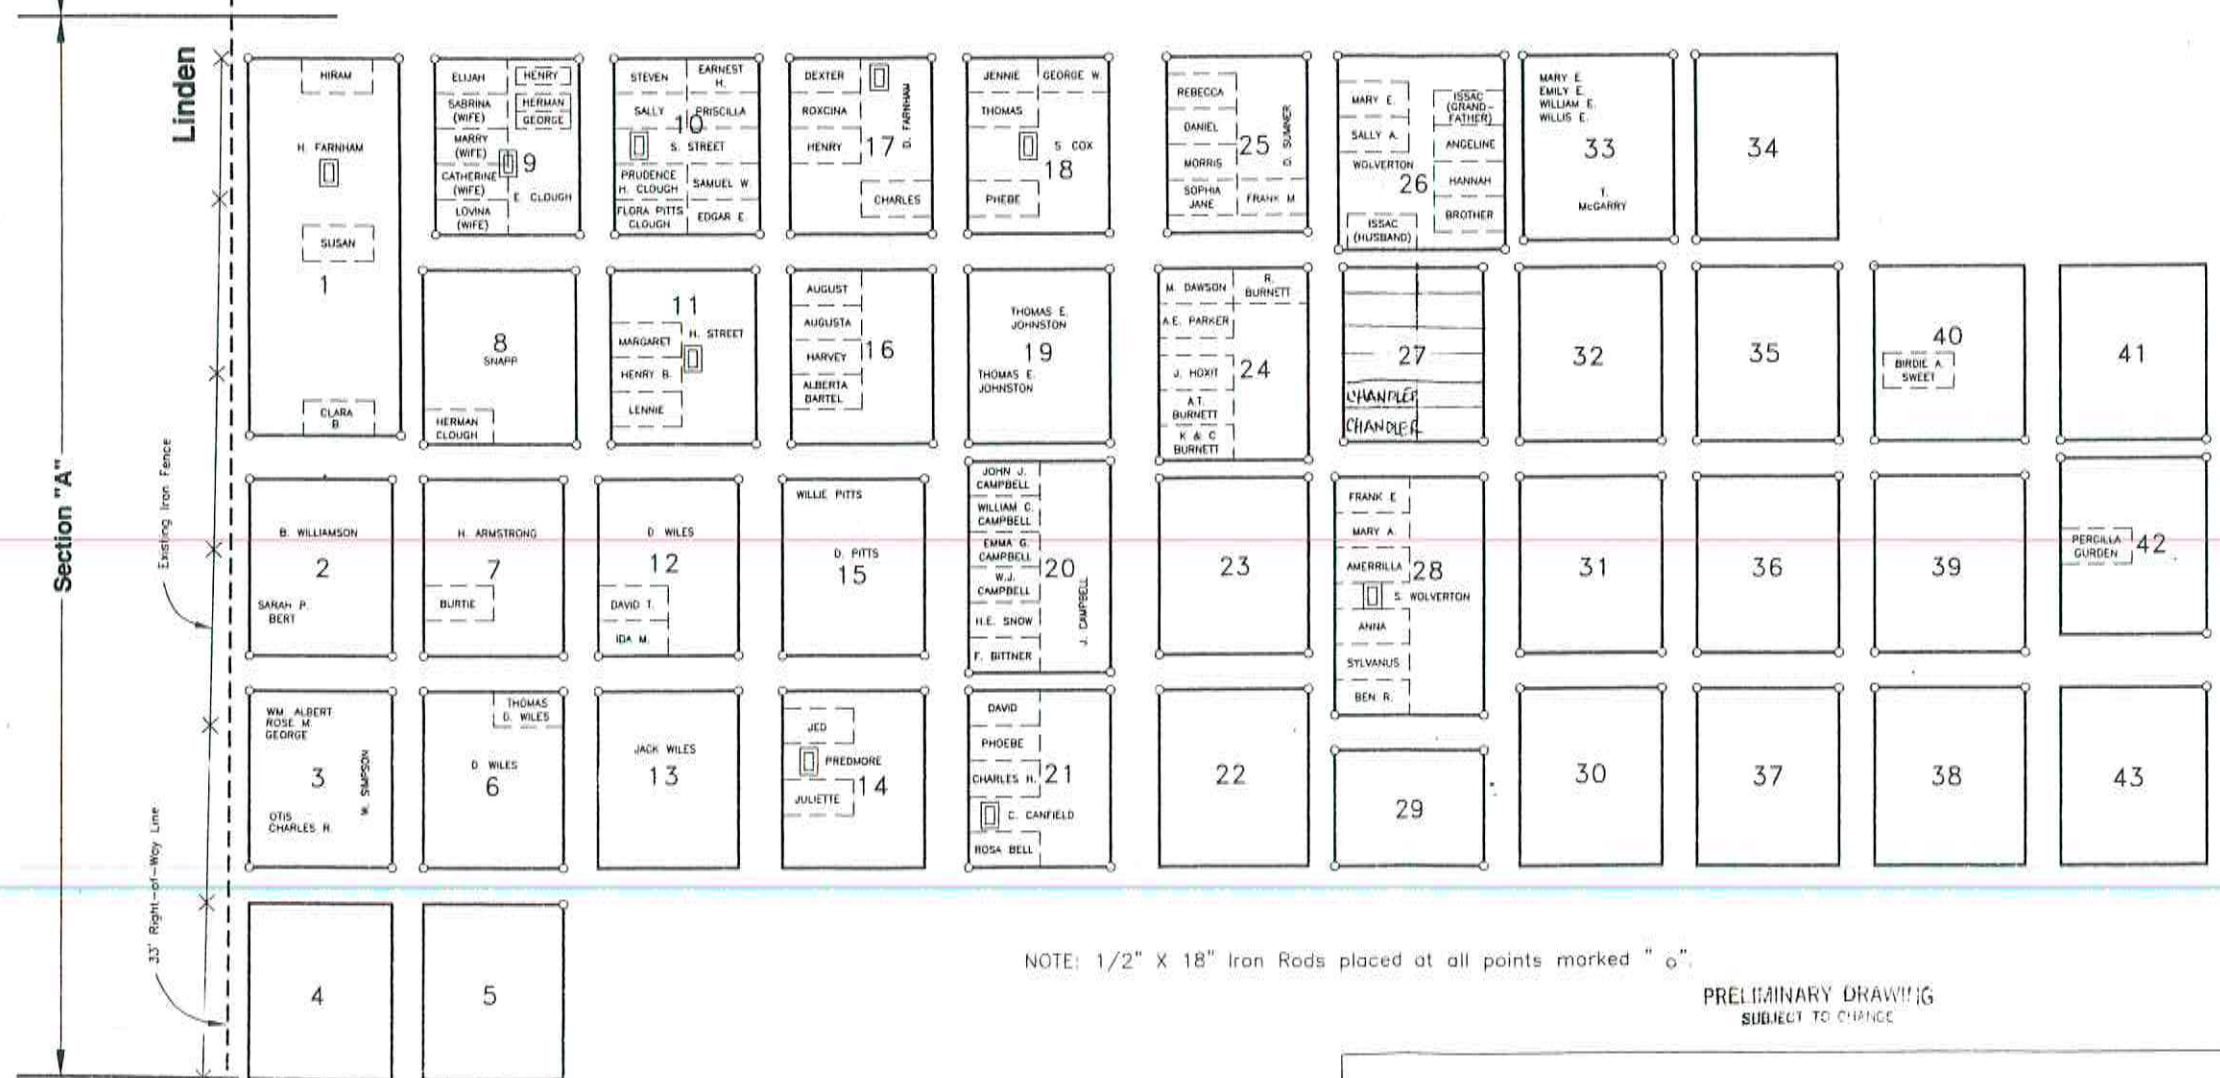 Linden
Section "A"
Existing Iron Fence
33' Right-of-Way Line
HIRAM
H. FARNHAM
SUSAN
1
CLARA
B
ELIJAH
HENRY
SABRINA
(WIFE)
HERMAN
GEORGE
MARRY
(WIFE)
9
CATHERINE
(WIFE)
E. CLOUGH
LOVINA
(WIFE)
STEVEN
EARNEST
H.
SALLY
PRISCILLA
10
S. STREET
PRUDENCE
H. CLOUGH
SAMUEL W.
FLORA PITTS
CLOUGH
EDGAR E.
DEXTER
ROXCINA
HENRY
17
D. FARNHAM
CHARLES
JENNIE
GEORGE W.
THOMAS
S COX
18
PHEBE
REBECCA
DANIEL
25
D. SUMNER
MORRIS
SOPHIA
JANE
FRANK M
MARY E.
ISSAC
(GRAND-
FATHER)
SALLY A.
ANGELINE
WOLVERTON
26
HANNAH
BROTHER
ISSAC
(HUSBAND)
MARY E.
EMILY E.
WILLIAM E.
WILLIS E.
33
T.
McGARRY
34
8
SNAPP
HERMAN
CLOUGH
11
MARGARET
H. STREET
HENRY B.
LENNIE
AUGUST
AUGUSTA
HARVEY
16
ALBERTA
BARTEL
THOMAS E.
JOHNSTON
19
THOMAS E.
JOHNSTON
M. DAWSON
R.
BURNETT
A.E. PARKER
J. HOXIT
24
A.T.
BURNETT
K & C
BURNETT
27
CHANDLER
CHANDLER
32
35
40
BIRDIE A.
SWEET
41
B. WILLIAMSON
2
SARAH P.
BERT
H. ARMSTRONG
7
BURTIE
D WILES
12
DAVID T.
IDA M.
WILLIE PITTS
D. PITTS
15
JOHN J.
CAMPBELL
WILLIAM C.
CAMPBELL
EMMA G.
CAMPBELL
20
W.J.
CAMPBELL
J. CAMPBELL
H.E. SNOW
F. BITTNER
23
FRANK E
MARY A.
AMERRILLA
28
S. WOLVERTON
ANNA
SYLVANUS
BEN R.
31
36
39
PERCILLA
GURDEN
42
WM. ALBERT
ROSE M
GEORGE
3
W. SIMPSON
OTIS
CHARLES R.
THOMAS
D. WILES
D. WILES
6
JACK WILES
13
JED
PREDMORE
14
JULIETTE
DAVID
PHOEBE
CHARLES H.
21
C. CANFIELD
ROSA BELL
22
29
30
37
38
43
4
5
NOTE: 1/2" X 18" Iron Rods placed at all points marked " o".
PRELIMINARY DRAWING
SUBJECT TO CHANGE